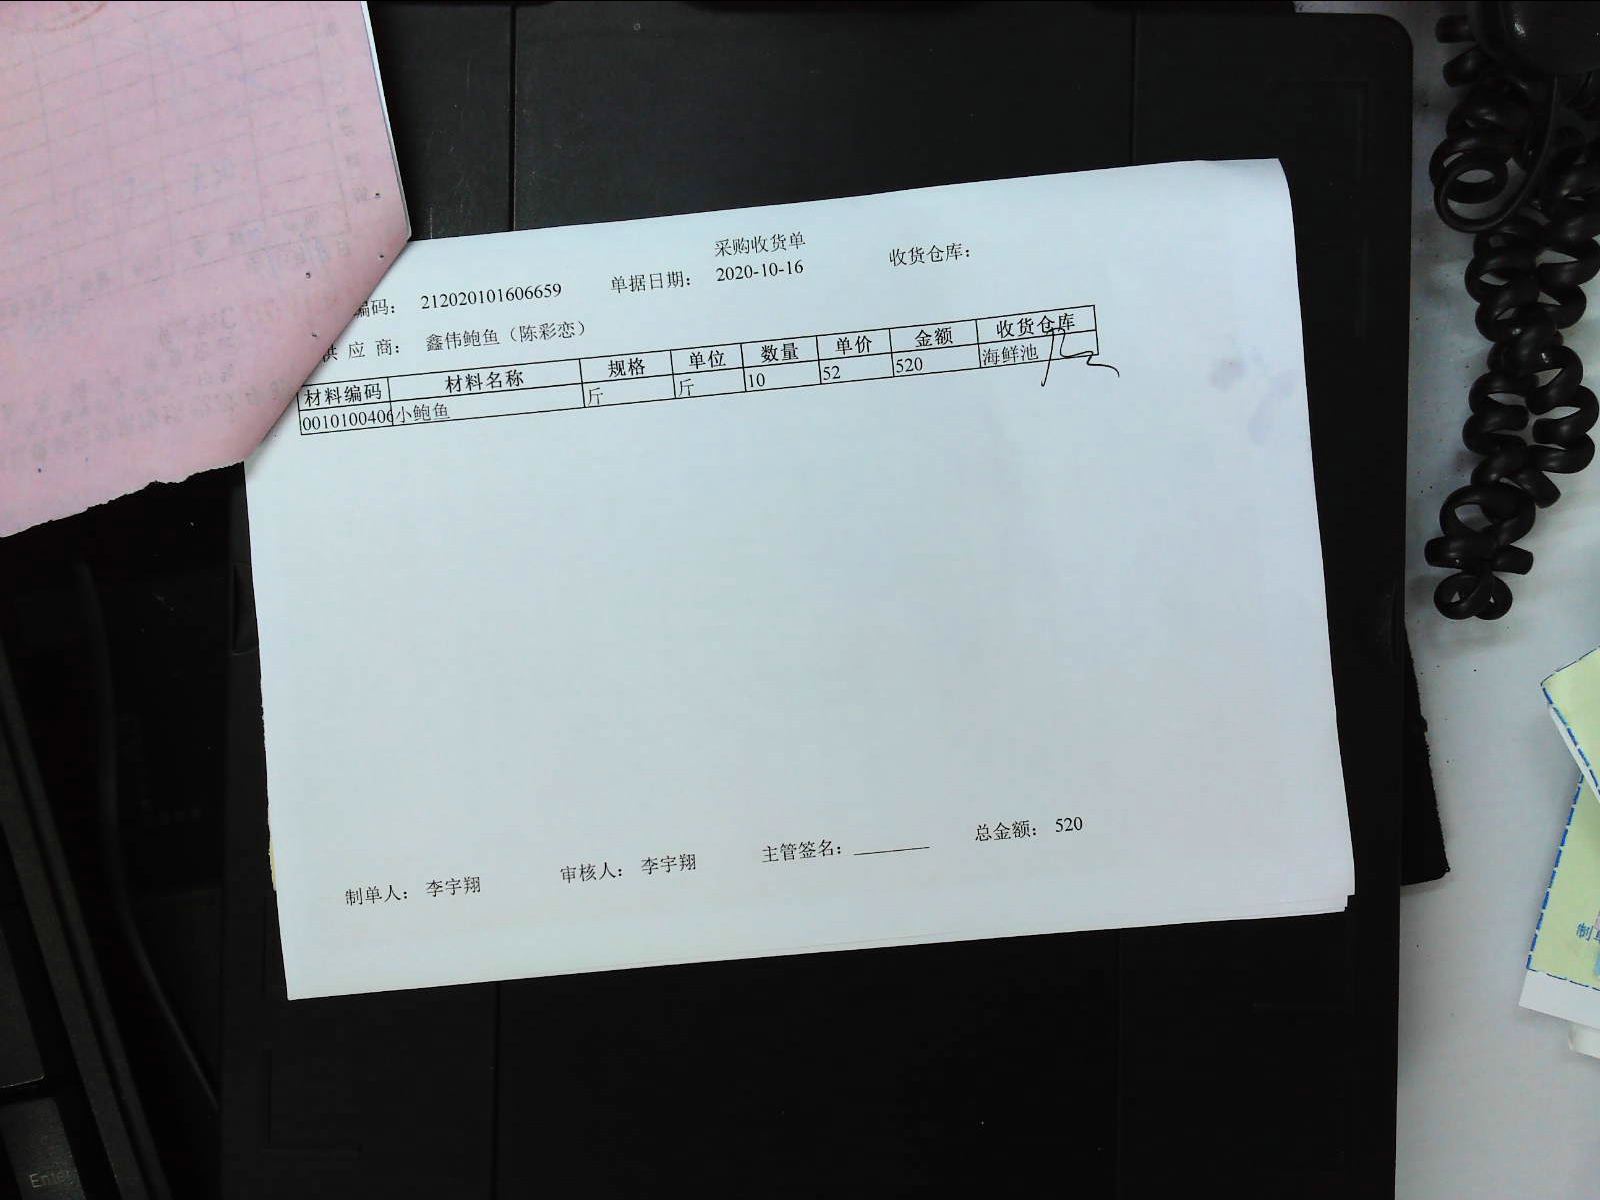 采购收货单
编码： 212020101606659 单据日期： 2020-10-16 收货仓库：
供 应 商： 鑫伟鲍鱼（陈彩恋）
材料编码 材料名称 规格 单位 数量 单价 金额 收货仓库
0010100406 小鲍鱼 斤 斤 10 52 520 海鲜池
制单人： 李宇翔 审核人： 李宇翔 主管签名： 总金额： 520
制单
Enter